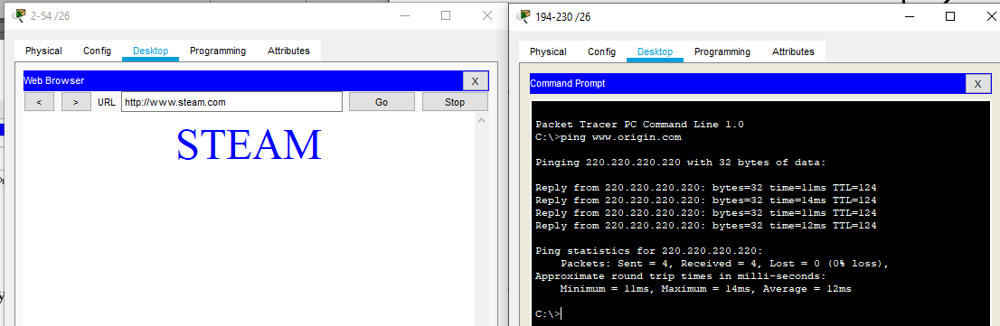 2-54 /26
Physical Config Desktop Programming Attributes
Web Browser X
< > URL http://www.steam.com Go Stop
STEAM
194-230 /26
Physical Config Desktop Programming Attributes
Command Prompt X
Packet Tracer PC Command Line 1.0
C:\>ping www.origin.com
Pinging 220.220.220.220 with 32 bytes of data:
Reply from 220.220.220.220: bytes=32 time=11ms TTL=124
Reply from 220.220.220.220: bytes=32 time=14ms TTL=124
Reply from 220.220.220.220: bytes=32 time=11ms TTL=124
Reply from 220.220.220.220: bytes=32 time=12ms TTL=124
Ping statistics for 220.220.220.220:
Packets: Sent = 4, Received = 4, Lost = 0 (0% loss),
Approximate round trip times in milli-seconds:
Minimum = 11ms, Maximum = 14ms, Average = 12ms
C:\>